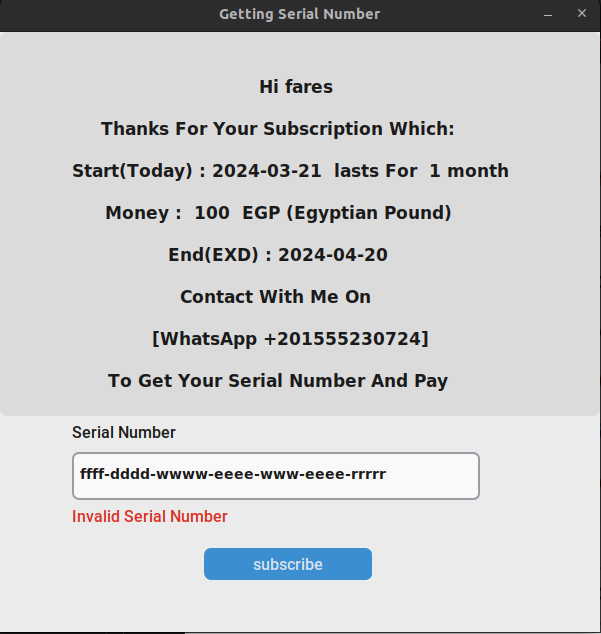 Getting Serial Number
Hi fares
Thanks For Your Subscription Which:
Start(Today) : 2024-03-21 lasts For 1 month
Money : 100 EGP (Egyptian Pound)
End(EXD) : 2024-04-20
Contact With Me On
[WhatsApp +201555230724]
To Get Your Serial Number And Pay
Serial Number
ffff-dddd-wwww-eeee-www-eeee-rrrrr
Invalid Serial Number
subscribe